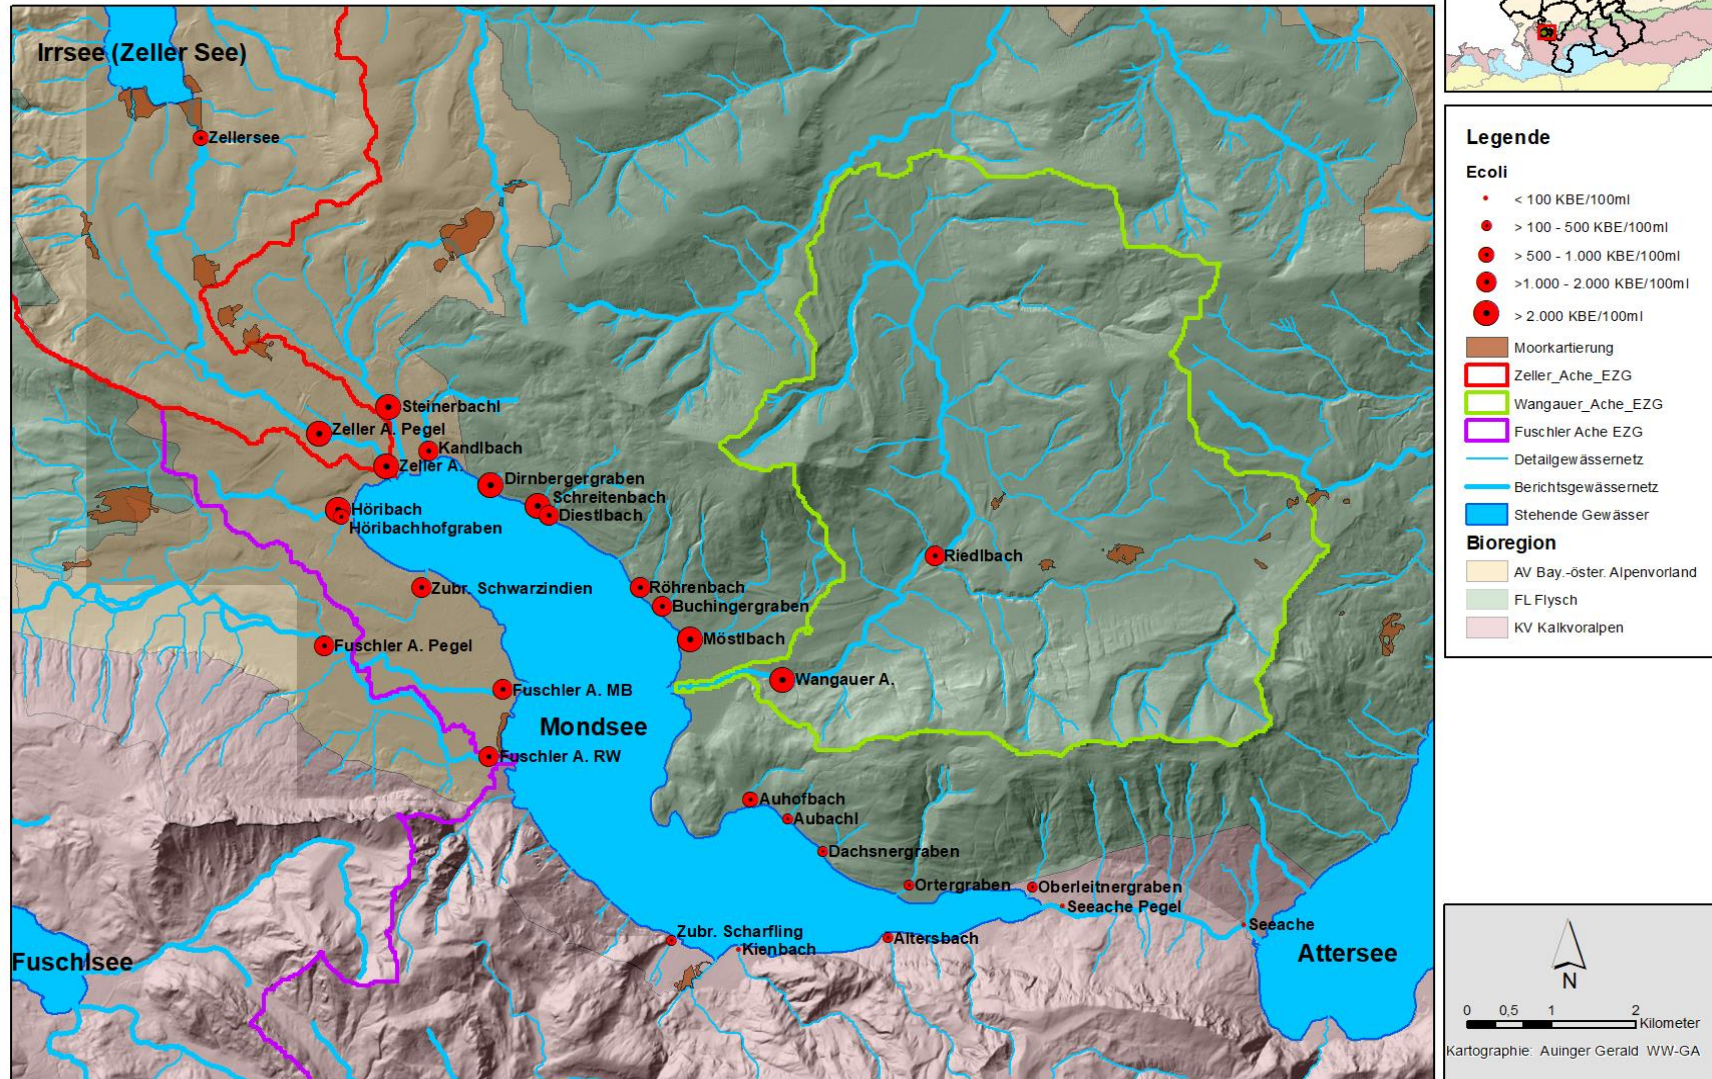 Irrsee (Zeller See)
Zellersee
Steinerbachl
Zeller A. Pegel
Kandlbach
Zeller A.
Dirnbergergraben
Schreitenbach
Diestlbach
Höribach
Höribachhofgraben
Riedlbach
Zubr. Schwarzindien
Röhrenbach
Buchingergraben
Möstlbach
Fuschler A. Pegel
Wangauer A.
Fuschler A. MB
Mondsee
Fuschler A. RW
Auhofbach
Aubachl
Dachsnergraben
Ortergraben
Oberleitnergraben
Seeache Pegel
Seeache
Zubr. Scharfling
Kienbach
Altersbach
Fuschlsee
Attersee
Legende
Ecoli
< 100 KBE/100ml
> 100 - 500 KBE/100ml
> 500 - 1.000 KBE/100ml
>1.000 - 2.000 KBE/100ml
> 2.000 KBE/100ml
Moorkartierung
Zeller_Ache_EZG
Wangauer_Ache_EZG
Fuschler Ache EZG
Detailgewässernetz
Berichtsgewässernetz
Stehende Gewässer
Bioregion
AV Bay.-öster. Alpenvorland
FL Flysch
KV Kalkvoralpen
N
0 0,5 1 2
Kilometer
Kartographie: Auinger Gerald WW-GA